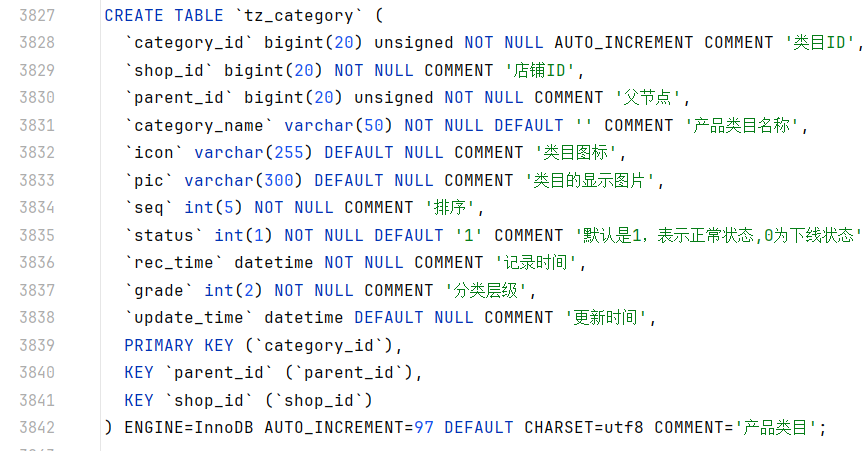 3827 CREATE TABLE `tz_category` (
3828 `category_id` bigint(20) unsigned NOT NULL AUTO_INCREMENT COMMENT '类目ID',
3829 `shop_id` bigint(20) NOT NULL COMMENT '店铺ID',
3830 `parent_id` bigint(20) unsigned NOT NULL COMMENT '父节点',
3831 `category_name` varchar(50) NOT NULL DEFAULT '' COMMENT '产品类目名称',
3832 `icon` varchar(255) DEFAULT NULL COMMENT '类目图标',
3833 `pic` varchar(300) DEFAULT NULL COMMENT '类目的显示图片',
3834 `seq` int(5) NOT NULL COMMENT '排序',
3835 `status` int(1) NOT NULL DEFAULT '1' COMMENT '默认是1，表示正常状态,0为下线状态'
3836 `rec_time` datetime NOT NULL COMMENT '记录时间',
3837 `grade` int(2) NOT NULL COMMENT '分类层级',
3838 `update_time` datetime DEFAULT NULL COMMENT '更新时间',
3839 PRIMARY KEY (`category_id`),
3840 KEY `parent_id` (`parent_id`),
3841 KEY `shop_id` (`shop_id`)
3842 ) ENGINE=InnoDB AUTO_INCREMENT=97 DEFAULT CHARSET=utf8 COMMENT='产品类目';